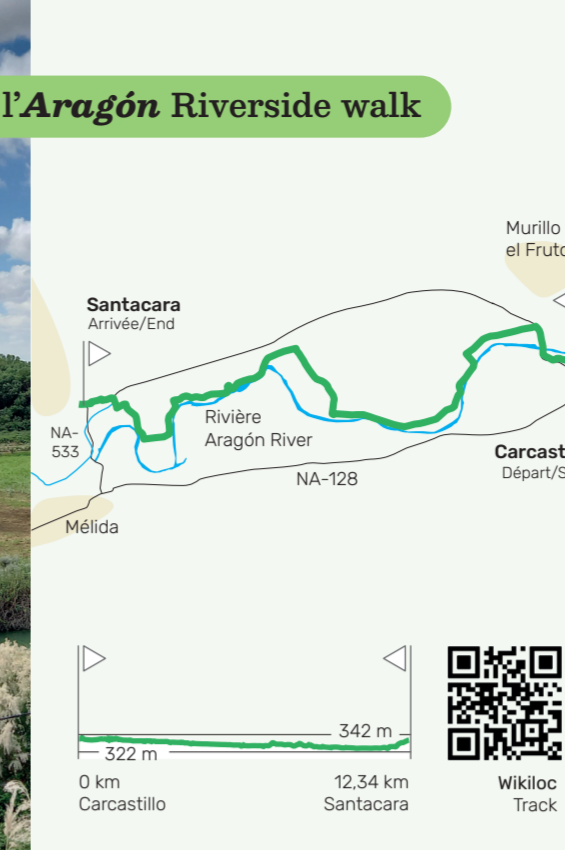 l'Aragón Riverside walk
Murillo
el Fruto
Santacara
Arrivée/End
NA-
533
Rivière
Aragón River
Carcast
Départ/S
NA-128
Mélida
342 m
322 m
0 km
Carcastillo
12,34 km
Santacara
Wikiloc
Track